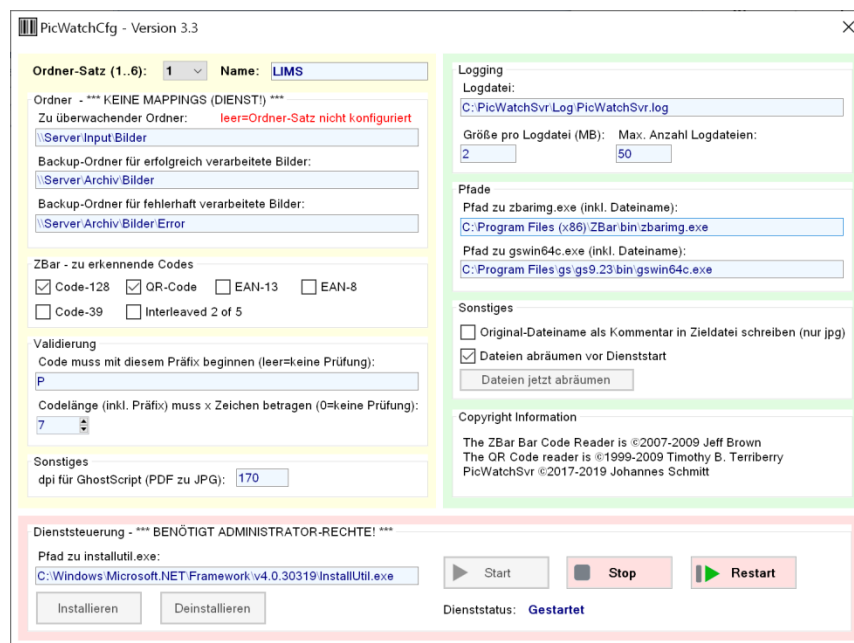 PicWatchCfg - Version 3.3
Ordner-Satz (1..6): 1 Name: LIMS
Ordner - *** KEINE MAPPINGS (DIENST!) ***
Zu überwachender Ordner: leer=Ordner-Satz nicht konfiguriert
\\Server\Input\Bilder
Backup-Ordner für erfolgreich verarbeitete Bilder:
\\Server\Archiv\Bilder
Backup-Ordner für fehlerhaft verarbeitete Bilder:
\\Server\Archiv\Bilder\Error
ZBar - zu erkennende Codes
Code-128 QR-Code EAN-13 EAN-8
Code-39 Interleaved 2 of 5
Validierung
Code muss mit diesem Präfix beginnen (leer=keine Prüfung):
P
Codelänge (inkl. Präfix) muss x Zeichen betragen (0=keine Prüfung):
7
Sonstiges
dpi für GhostScript (PDF zu JPG): 170
Logging
Logdatei:
C:\PicWatchSvr\Log\PicWatchSvr.log
Größe pro Logdatei (MB): Max. Anzahl Logdateien:
2 50
Pfade
Pfad zu zbarimg.exe (inkl. Dateiname):
C:\Program Files (x86)\ZBar\bin\zbarimg.exe
Pfad zu gswin64c.exe (inkl. Dateiname):
C:\Program Files\gs\gs9.23\bin\gswin64c.exe
Sonstiges
Original-Dateiname als Kommentar in Zieldatei schreiben (nur jpg)
Dateien abräumen vor Dienststart
Dateien jetzt abräumen
Copyright Information
The ZBar Bar Code Reader is ©2007-2009 Jeff Brown
The QR Code reader is ©1999-2009 Timothy B. Terriberry
PicWatchSvr ©2017-2019 Johannes Schmitt
Dienststeuerung - *** BENÖTIGT ADMINISTRATOR-RECHTE! ***
Pfad zu installutil.exe:
C:\Windows\Microsoft.NET\Framework\v4.0.30319\InstallUtil.exe
Installieren Deinstallieren
Start Stop Restart
Dienststatus: Gestartet